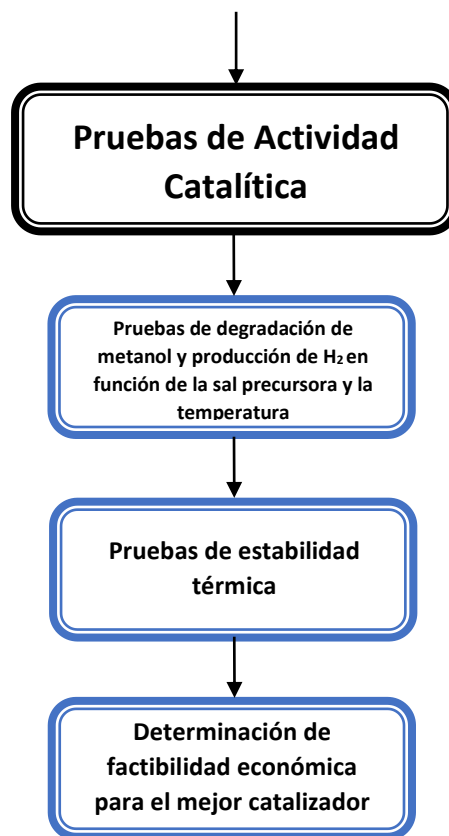 Pruebas de Actividad
Catalítica
Pruebas de degradación de
metanol y producción de H₂ en
función de la sal precursora y la
temperatura
Pruebas de estabilidad
térmica
Determinación de
factibilidad económica
para el mejor catalizador